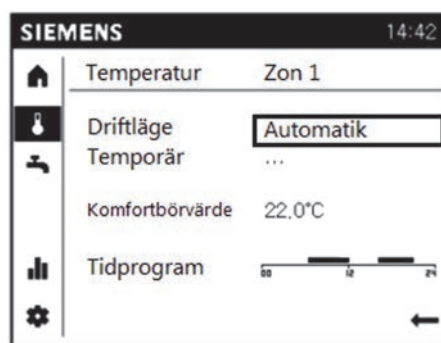 SIEMENS 14:42
Temperatur Zon 1
Driftläge Automatik
Temporär ...
Komfortbörvärde 22,0°C
Tidprogram
00 12 24